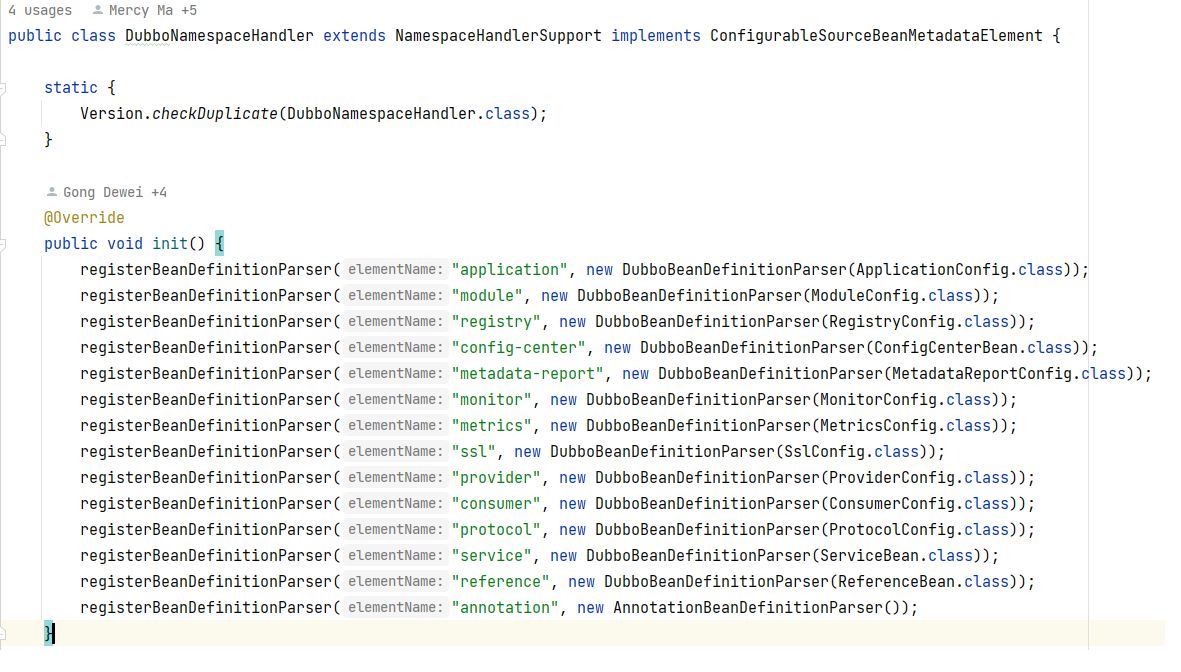 4 usages Mercy Ma +5
public class DubboNamespaceHandler extends NamespaceHandlerSupport implements ConfigurableSourceBeanMetadataElement {
static {
Version.checkDuplicate(DubboNamespaceHandler.class);
}
Gong Dewei +4
@Override
public void init() {
registerBeanDefinitionParser( elementName: "application", new DubboBeanDefinitionParser(ApplicationConfig.class));
registerBeanDefinitionParser( elementName: "module", new DubboBeanDefinitionParser(ModuleConfig.class));
registerBeanDefinitionParser( elementName: "registry", new DubboBeanDefinitionParser(RegistryConfig.class));
registerBeanDefinitionParser( elementName: "config-center", new DubboBeanDefinitionParser(ConfigCenterBean.class));
registerBeanDefinitionParser( elementName: "metadata-report", new DubboBeanDefinitionParser(MetadataReportConfig.class));
registerBeanDefinitionParser( elementName: "monitor", new DubboBeanDefinitionParser(MonitorConfig.class));
registerBeanDefinitionParser( elementName: "metrics", new DubboBeanDefinitionParser(MetricsConfig.class));
registerBeanDefinitionParser( elementName: "ssl", new DubboBeanDefinitionParser(SslConfig.class));
registerBeanDefinitionParser( elementName: "provider", new DubboBeanDefinitionParser(ProviderConfig.class));
registerBeanDefinitionParser( elementName: "consumer", new DubboBeanDefinitionParser(ConsumerConfig.class));
registerBeanDefinitionParser( elementName: "protocol", new DubboBeanDefinitionParser(ProtocolConfig.class));
registerBeanDefinitionParser( elementName: "service", new DubboBeanDefinitionParser(ServiceBean.class));
registerBeanDefinitionParser( elementName: "reference", new DubboBeanDefinitionParser(ReferenceBean.class));
registerBeanDefinitionParser( elementName: "annotation", new AnnotationBeanDefinitionParser());
}